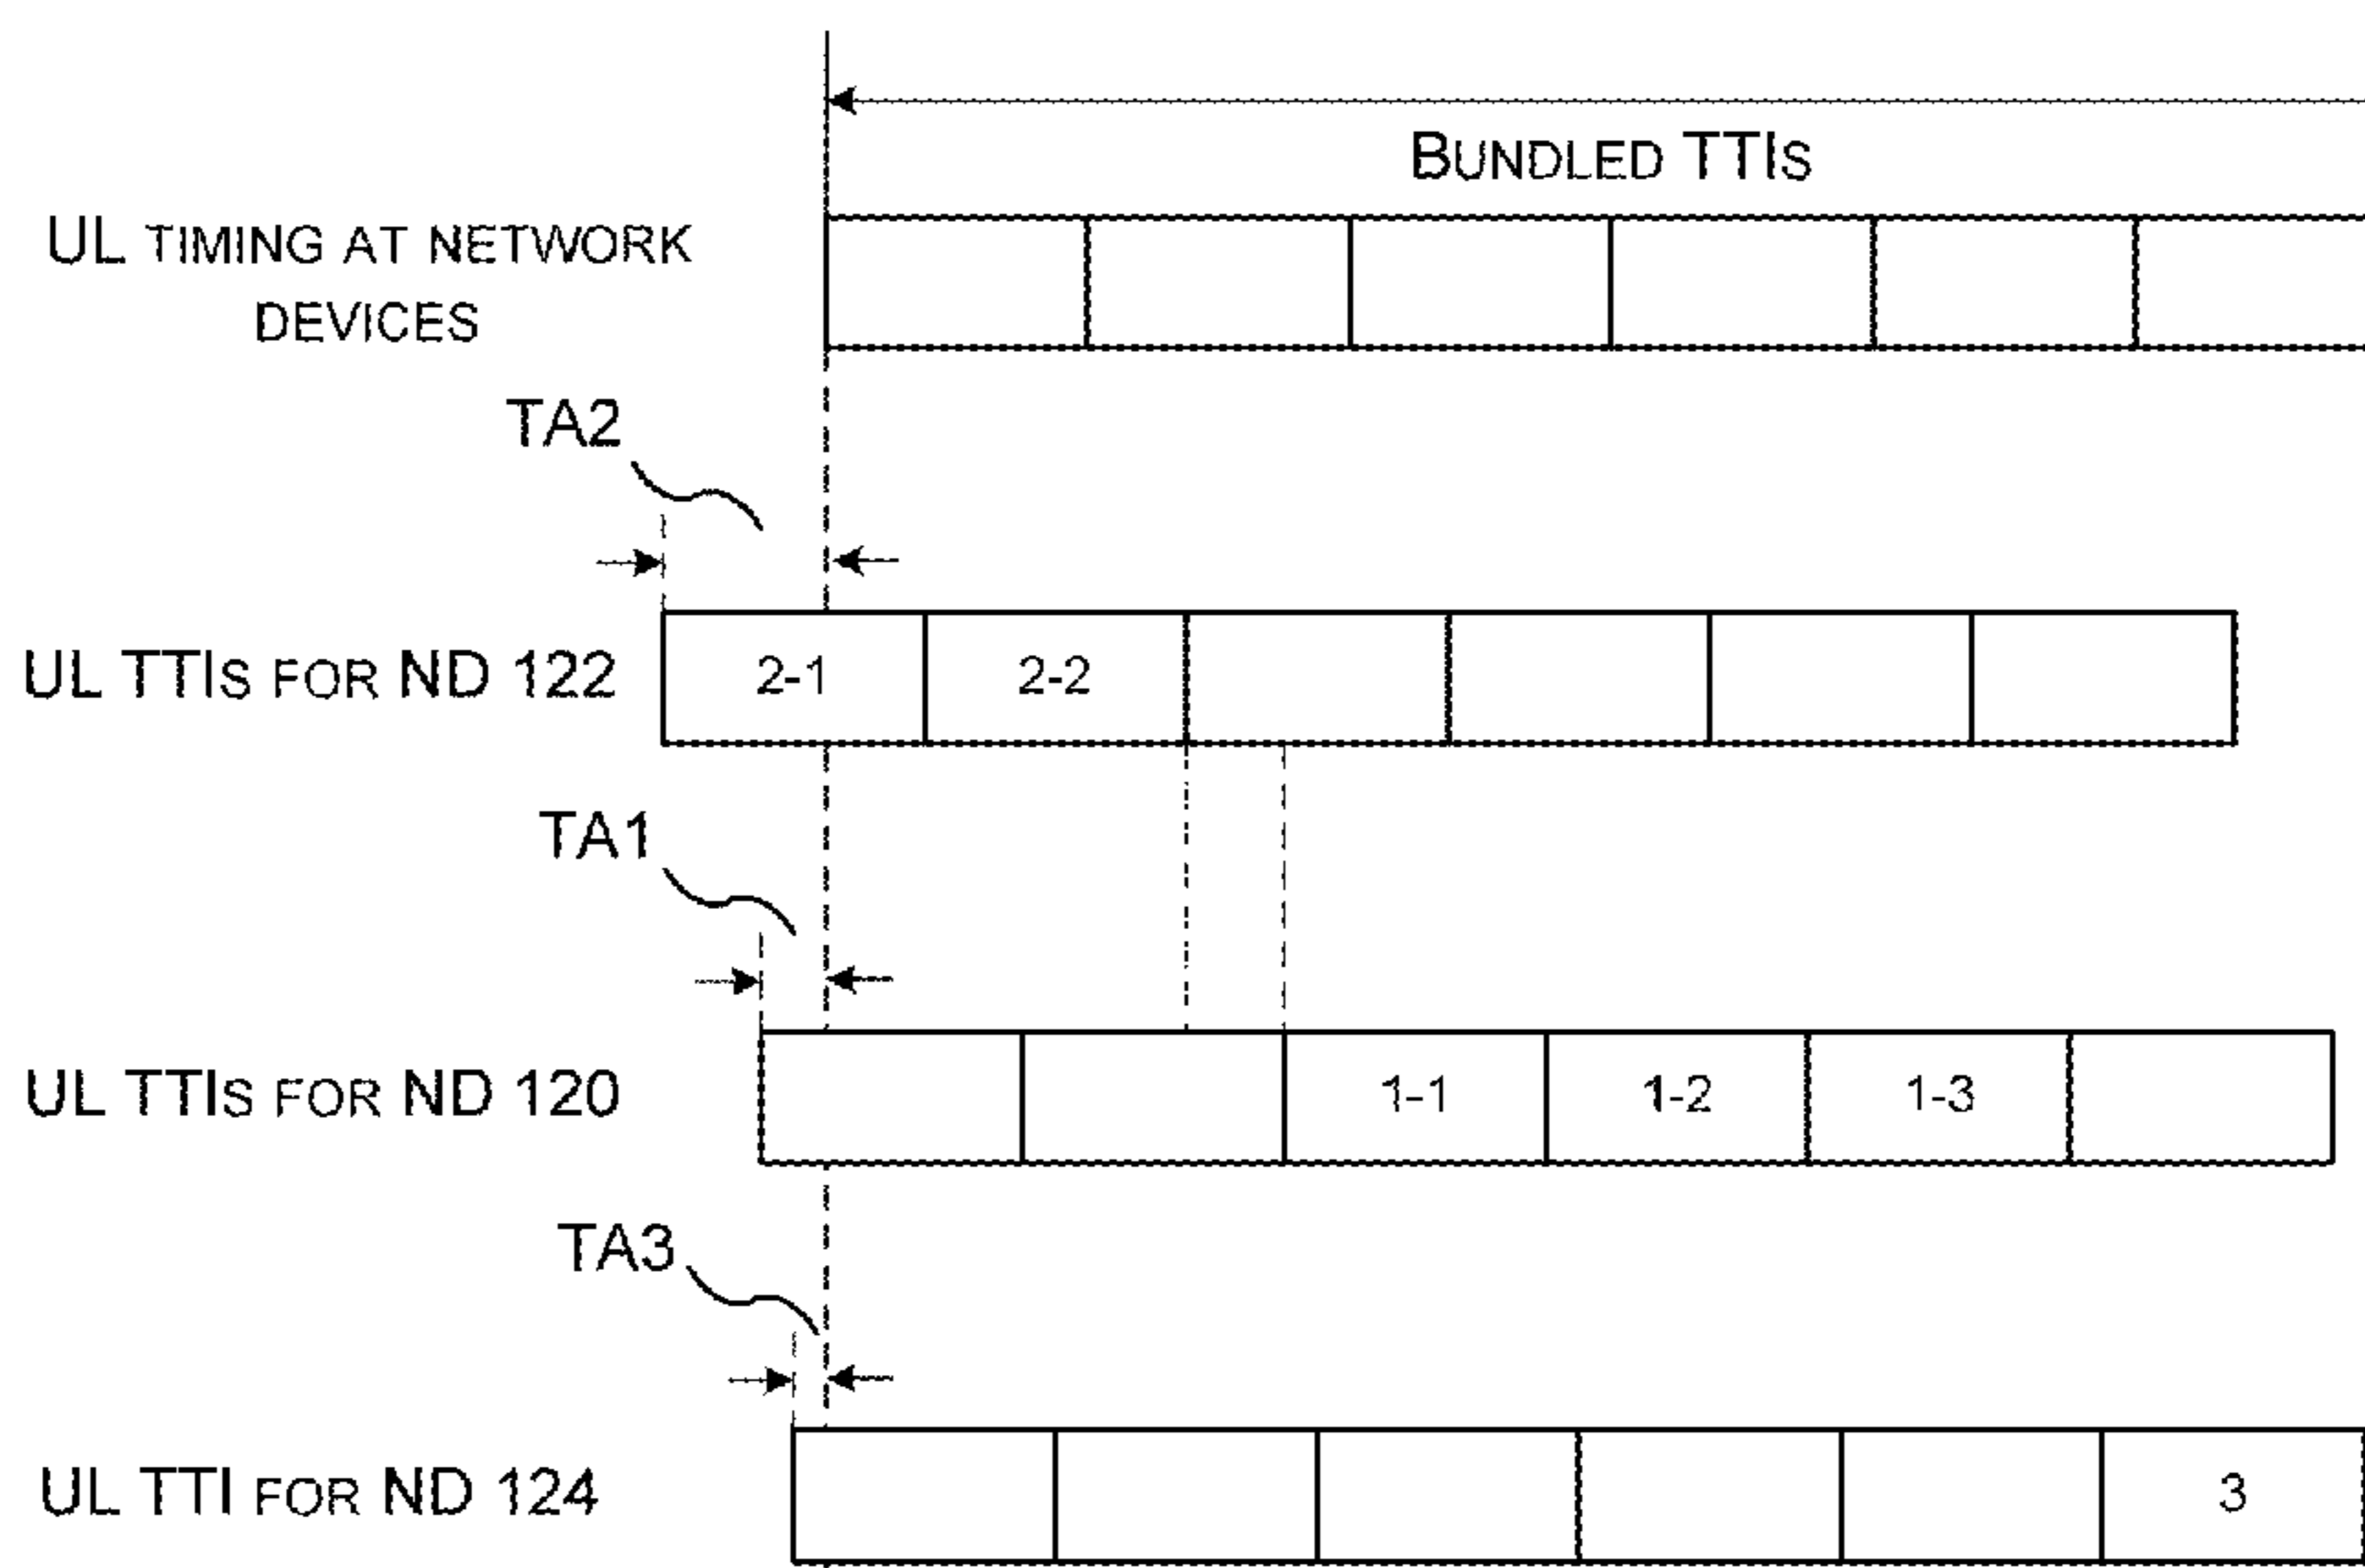 BUNDLED TTIS
UL TIMING AT NETWORK
DEVICES
TA2
UL TTIS FOR ND 122
2-1
2-2
TA1
UL TTIS FOR ND 120
1-1
1-2
1-3
TA3
UL TTI FOR ND 124
3